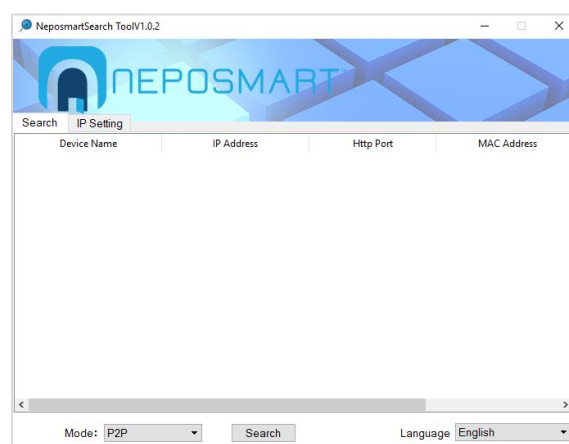 NeposmartSearch ToolV1.0.2
NEPOSMART
Search IP Setting
Device Name IP Address Http Port MAC Address
Mode: P2P Search Language English